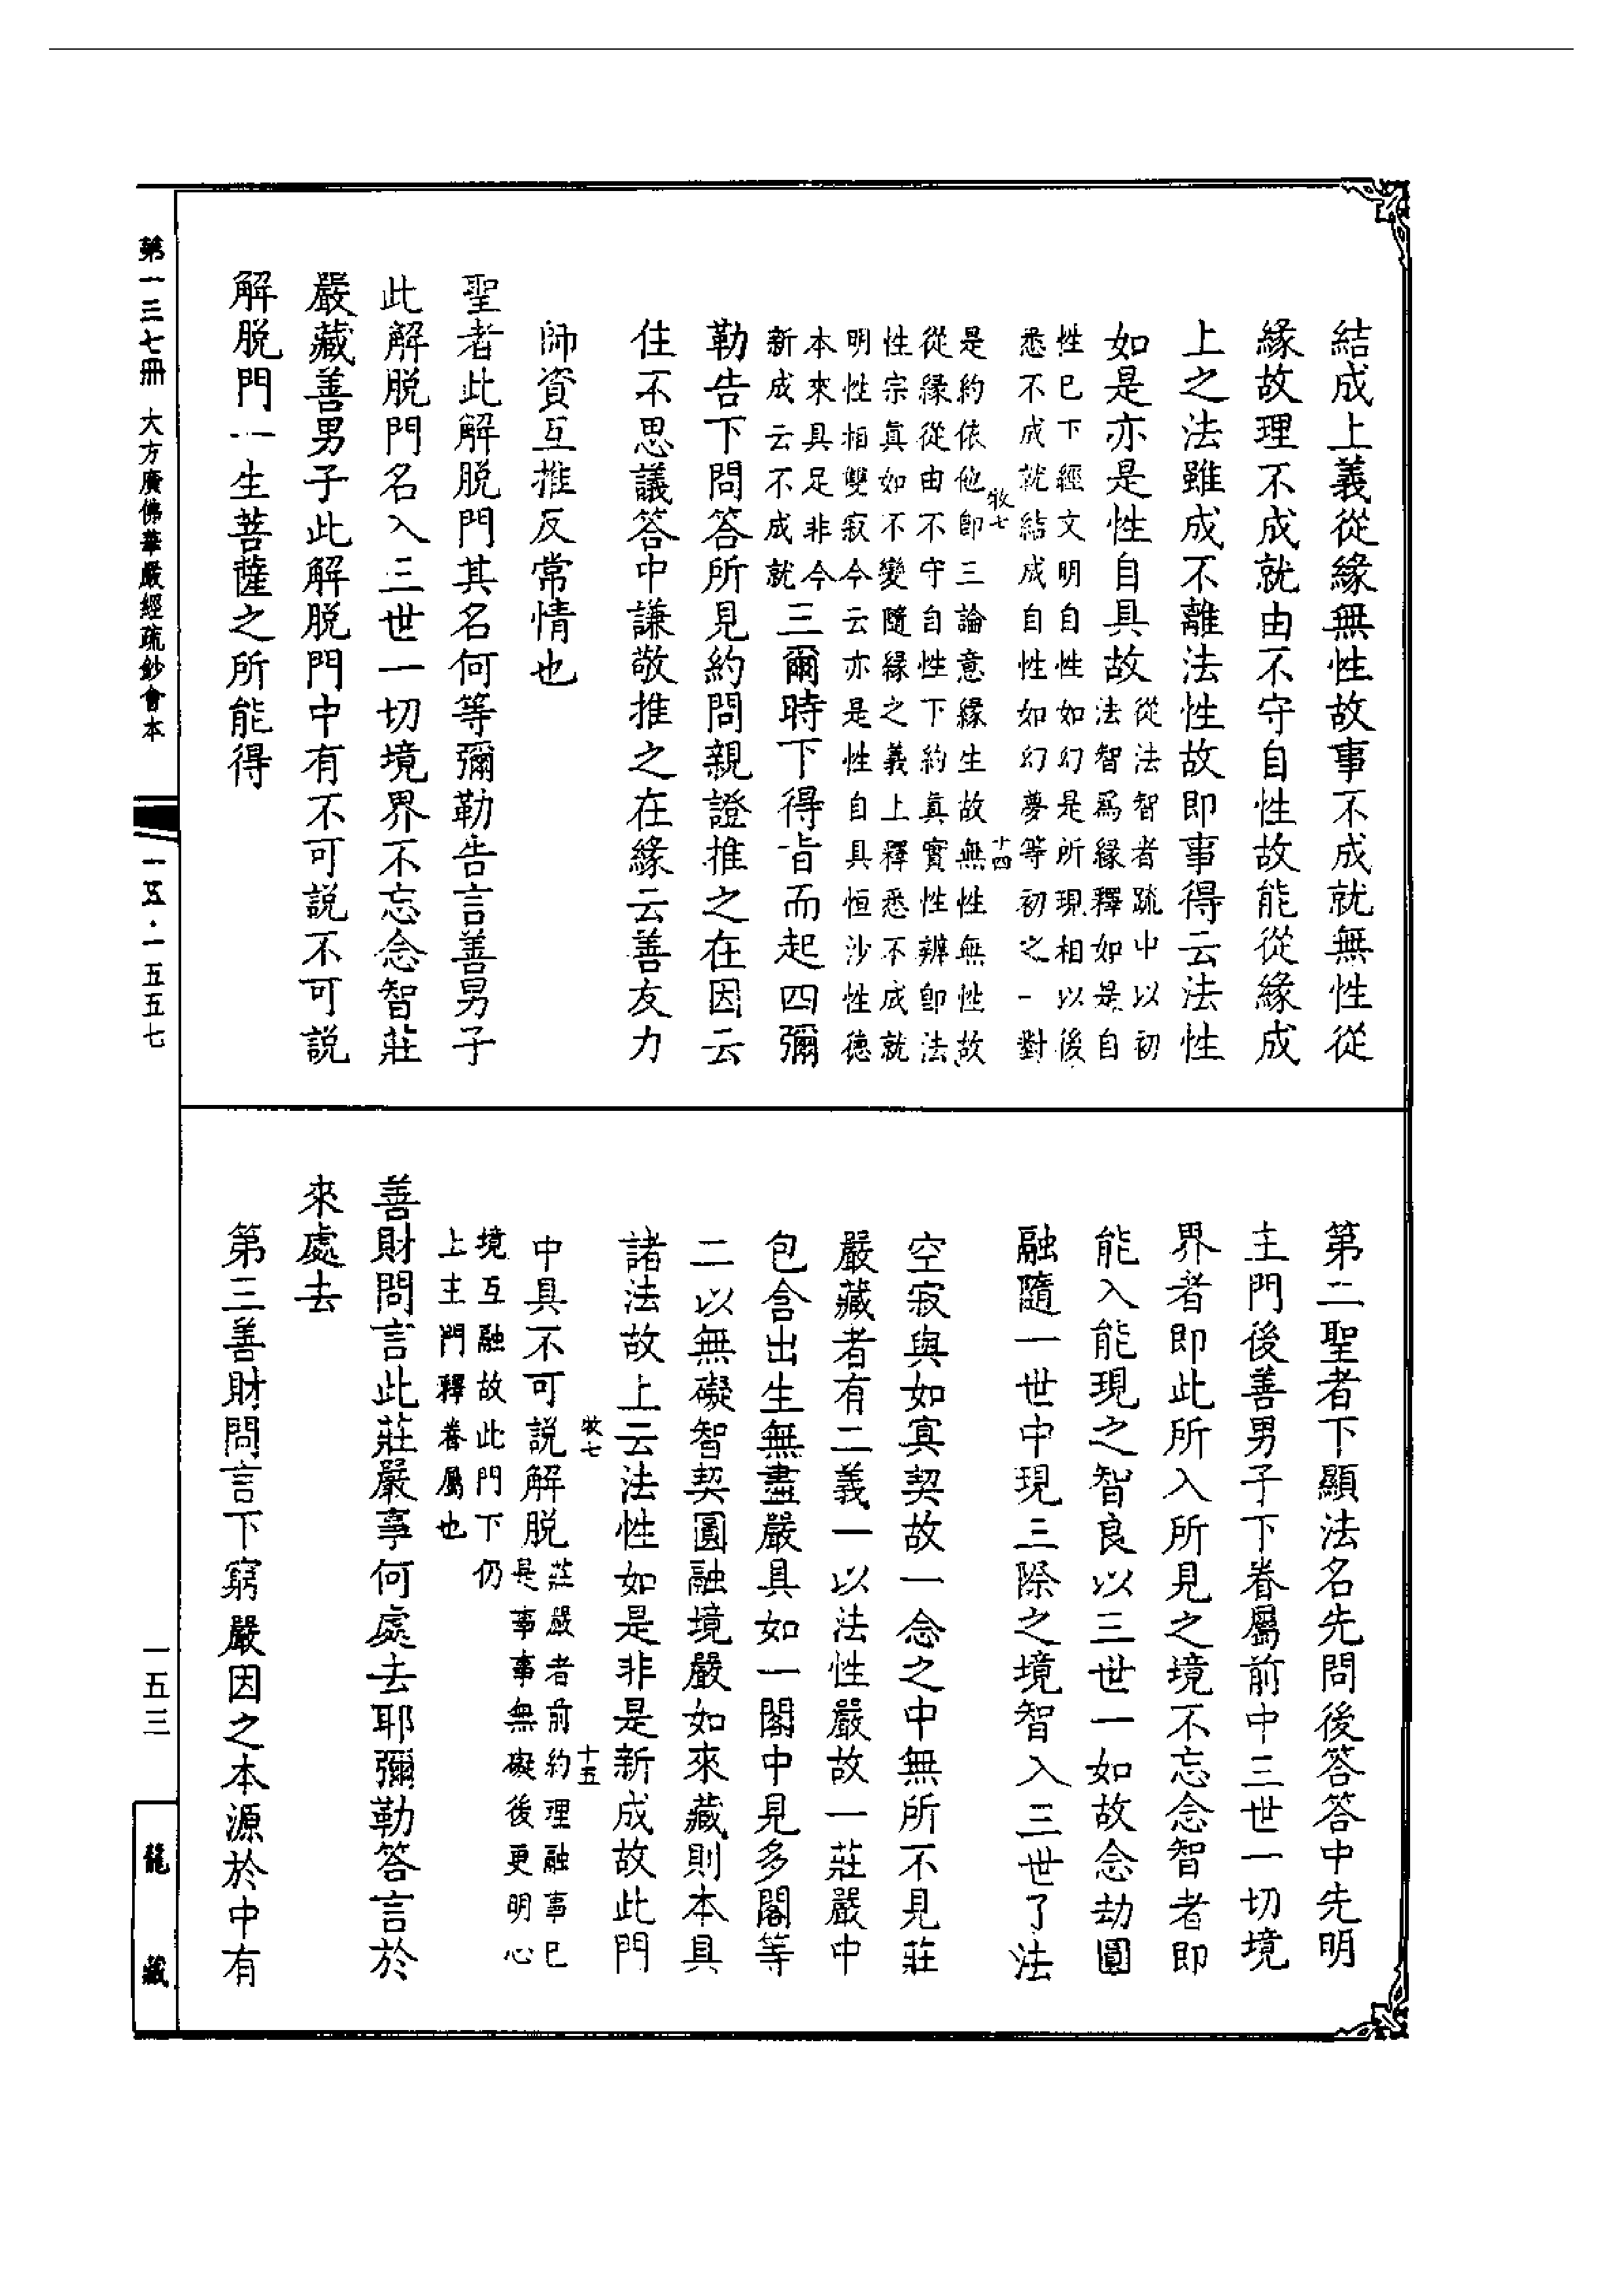 結成上義從緣無性故事不成就無性從
緣故理不成就由不守自性故能從緣成
上之法雖成不離法性故即事得云法性
如是亦是性自具故從法智者疏中以初
法智爲緣釋如是自
性已下經文明自性如幻是所現相以後
悉不成就結成自性如幻夢等初之一對
牧七
十四
是約依他即三論意緣生故無性無性故
從緣從由不守自性下約真實性辨即法
性宗真如不變隨緣之義上釋悉不成就
明性相雙寂今云亦是性自具恒沙性德
本來具足非今
新成云不成就三爾時下得旨而起四彌
勒告下問答所見約問親證推之在因云
住不思議答中謙敬推之在緣云善友力
師資互推反常情也
聖者此解脱門其名何等彌勒告言善男子
此解脱門名入三世一切境界不忘念智莊
嚴藏善男子此解脱門中有不可説不可説
解脱門一生菩薩之所能得
第二聖者下顯法名先問後答答中先明
主門後善男子下眷屬前中三世一切境
界者即此所入所見之境不忘念智者即
能入能現之智良以三世一如故念劫圓
融隨一世中現三際之境智入三世了法
空寂與如冥契故一念之中無所不見莊
嚴藏者有二義一以法性嚴故一莊嚴中
包含出生無盡嚴具如一閣中見多閣等
二以無礙智契圓融境嚴如來藏則本具
諸法故上云法性如是非是新成故此門
牧七
十五
中具不可説解脱莊嚴者前約理融事已
是事事無礙後更明心
境互融故此門下仍
上主門釋眷屬也
善財問言此莊嚴事何處去耶彌勒答言於
來處去
第三善財問言下窮嚴因之本源於中有
第一三七冊 大方廣佛華嚴經疏鈔會本
一五·一五五七
一五三
龍藏